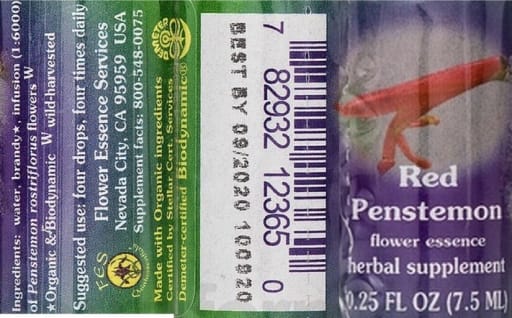 Ingredients: water, brandy★, infusion (1:6000)
of Penstemon rostriflorus flowers W
★Organic & Biodynamic W wild-harvested
Suggested use: four drops, four times daily
Flower Essence Services
Nevada City, CA 95959 USA
Supplement facts: 800-548-0075
FES
Made with Organic ingredients
Certified by Stellar Cert. Services
Demeter-certified Biodynamic®
DEMETER
BEST BY 09/2020 100920
7 82932 12365 0
Red
Penstemon
flower essence
herbal supplement
0.25 FL OZ (7.5 ML)